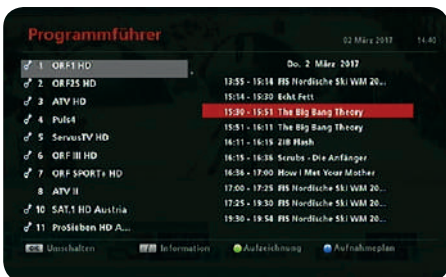 Programmführer
02 März 2017 14.40
1 ORF1 HD
2 ORF2S HD
3 ATV HD
4 Puls4
5 ServusTV HD
6 ORF III HD
7 ORF SPORT+ HD
8 ATV II
10 SAT.1 HD Austria
11 ProSieben HD A...
Do. 2 März 2017
13:55 - 15:14 FIS Nordische Ski WM 20...
15:14 - 15:30 Echt Fett
15:30 - 15:51 The Big Bang Theory
15:51 - 16:11 The Big Bang Theory
16:11 - 16:15 ZIB Flash
16:15 - 16:36 Scrubs - Die Anfänger
16:36 - 17:00 How I Met Your Mother
17:00 - 17:25 FIS Nordische Ski WM 20...
17:25 - 19:30 FIS Nordische Ski WM 20...
19:30 - 19:54 FIS Nordische Ski WM 20...
Umschalten Information Aufzeichnung Aufnahmeplan